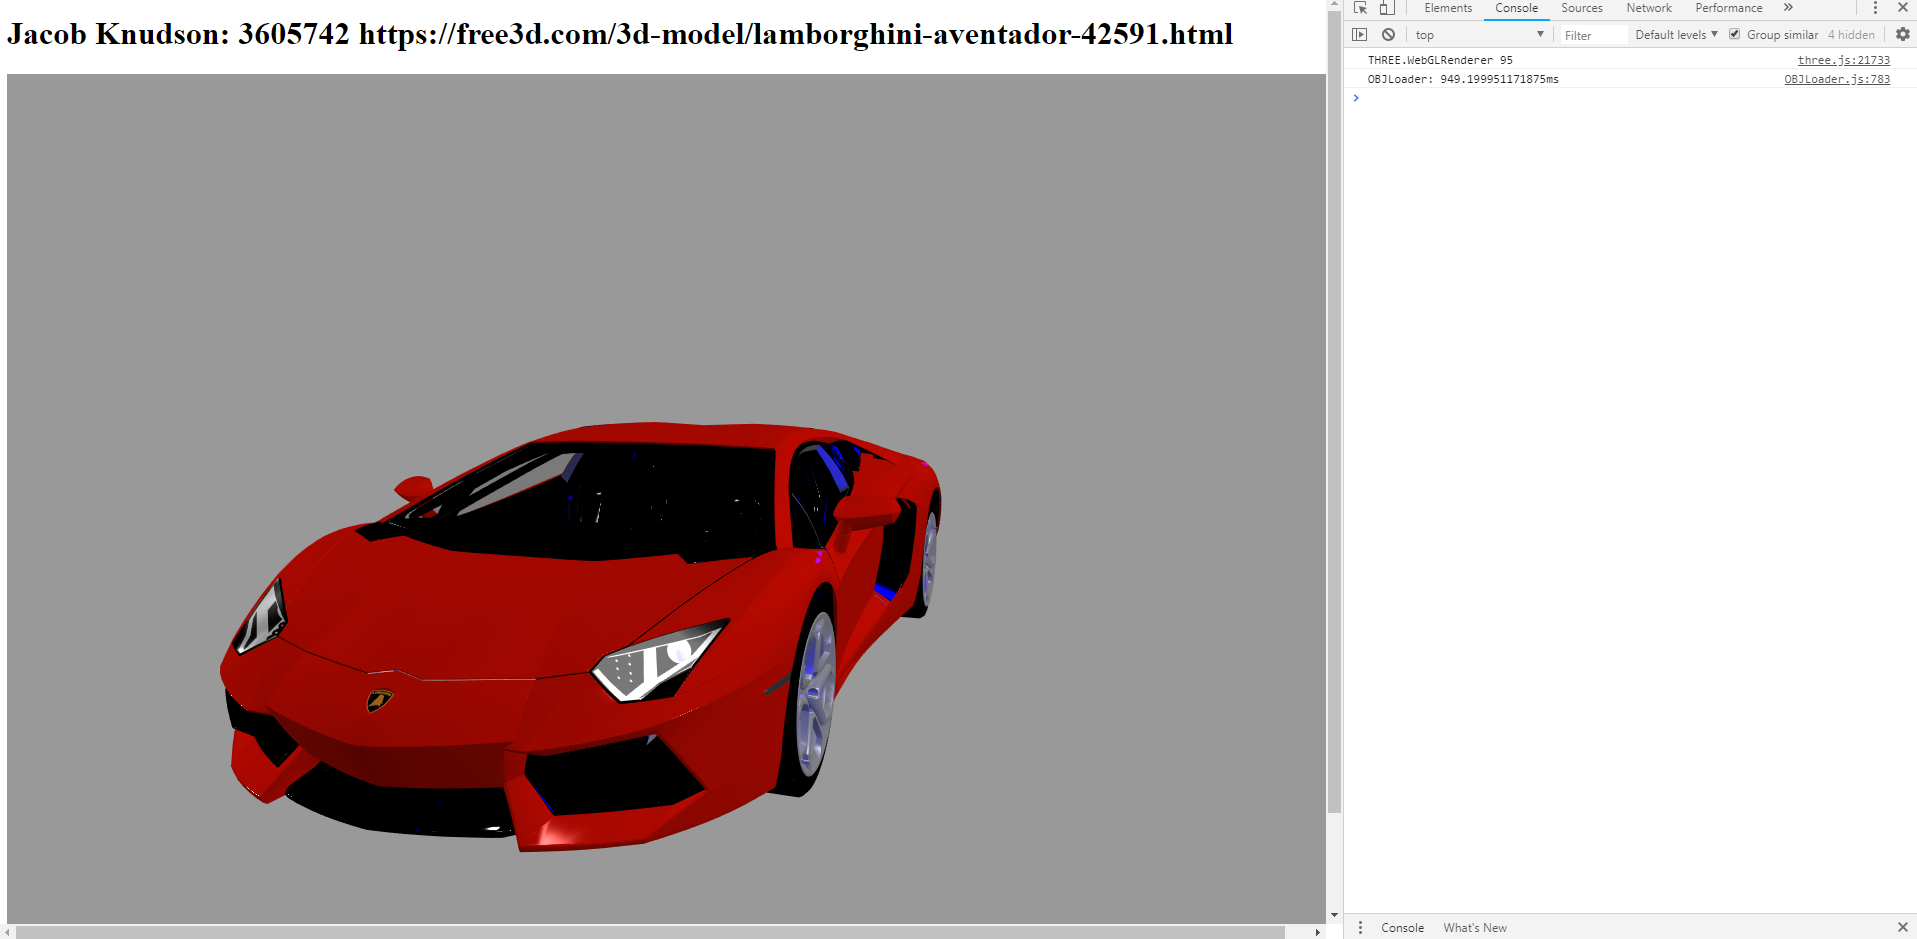 Jacob Knudson: 3605742 https://free3d.com/3d-model/lamborghini-aventador-42591.html
Elements Console Sources Network Performance »
top Filter Default levels Group similar 4 hidden
THREE.WebGLRenderer 95 three.js:21733
OBJLoader: 949.199951171875ms OBJLoader.js:783
Console What's New